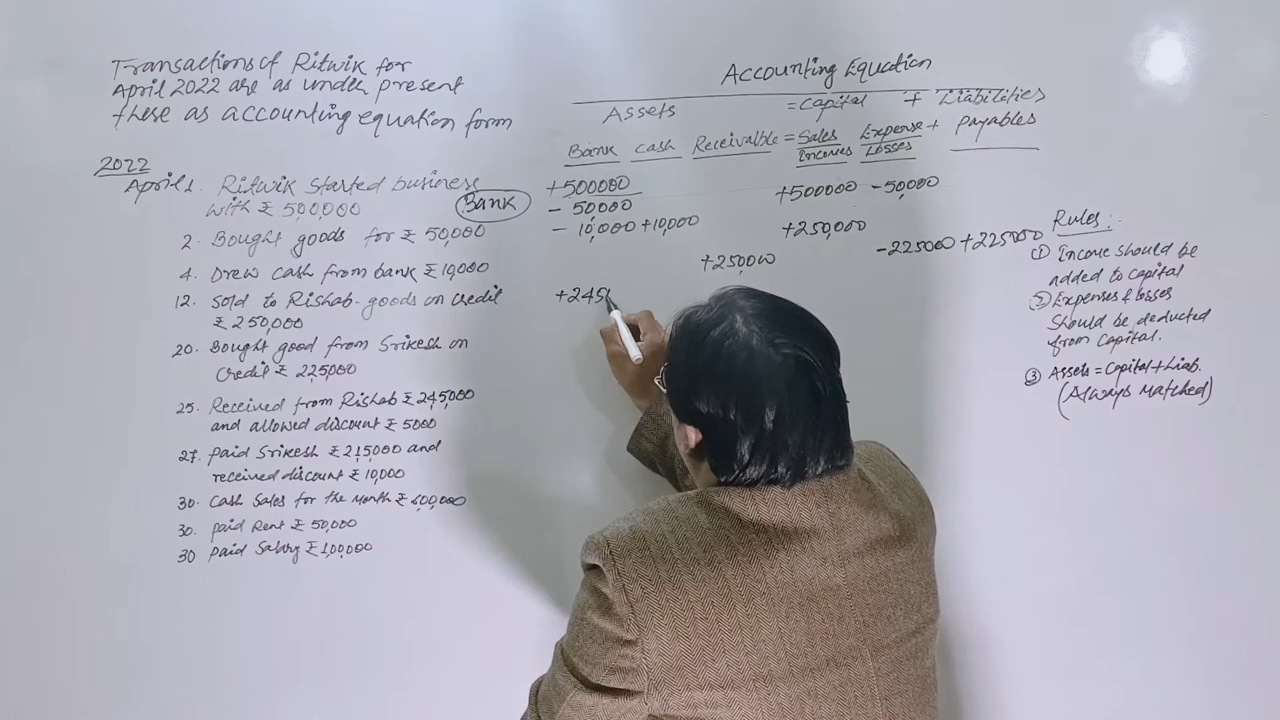 Transactions of Ritwik for
April 2022 are as under present
these as accounting equation form
2022
April 1. Ritwik Started business
with ₹ 500,000
Bank
2. Bought goods for ₹ 50,000
4. Drew cash from bank ₹ 10,000
12. Sold to Rishab goods on credit
₹ 250,000
20. Bought good from Srikesh on
credit ₹ 225,000
25. Received from Rishab ₹ 245,000
and allowed discount ₹ 5000
27. paid Srikesh ₹ 215,000 and
received discount ₹ 10,000
30. Cash Sales for the Month ₹ 600,000
30. paid Rent ₹ 50,000
30 paid Salary ₹ 100,000
Accounting Equation
Assets = Capital + Liabilities
Bank cash Receivable = Sales Expense + Payables
Incomes Losses
+500000 +500000 -50,000
- 50000
- 10,000 +10,000 +250,000
-225000 +225000
+250000
+245
Rules:-
① Income should be
added to capital
② Expenses & losses
Should be deducted
from Capital.
③ Assets = Capital + Liab.
(Always Matched)